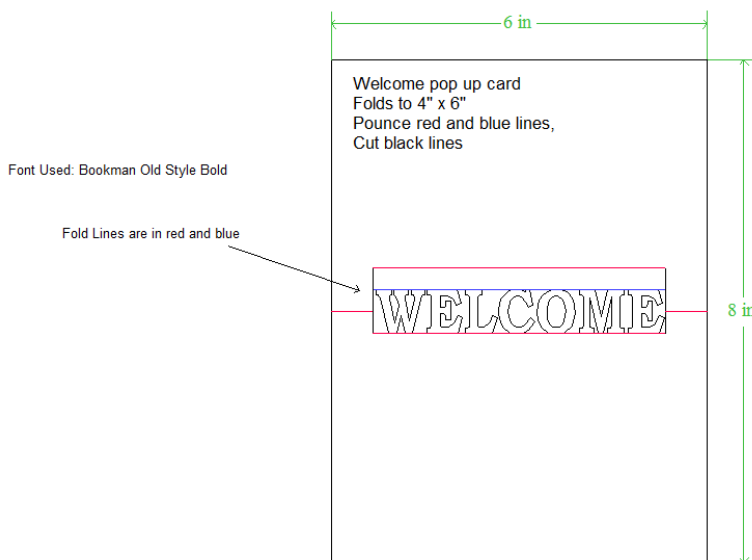 6 in
Welcome pop up card
Folds to 4" x 6"
Pounce red and blue lines,
Cut black lines
Font Used: Bookman Old Style Bold
Fold Lines are in red and blue
WELCOME
8 in